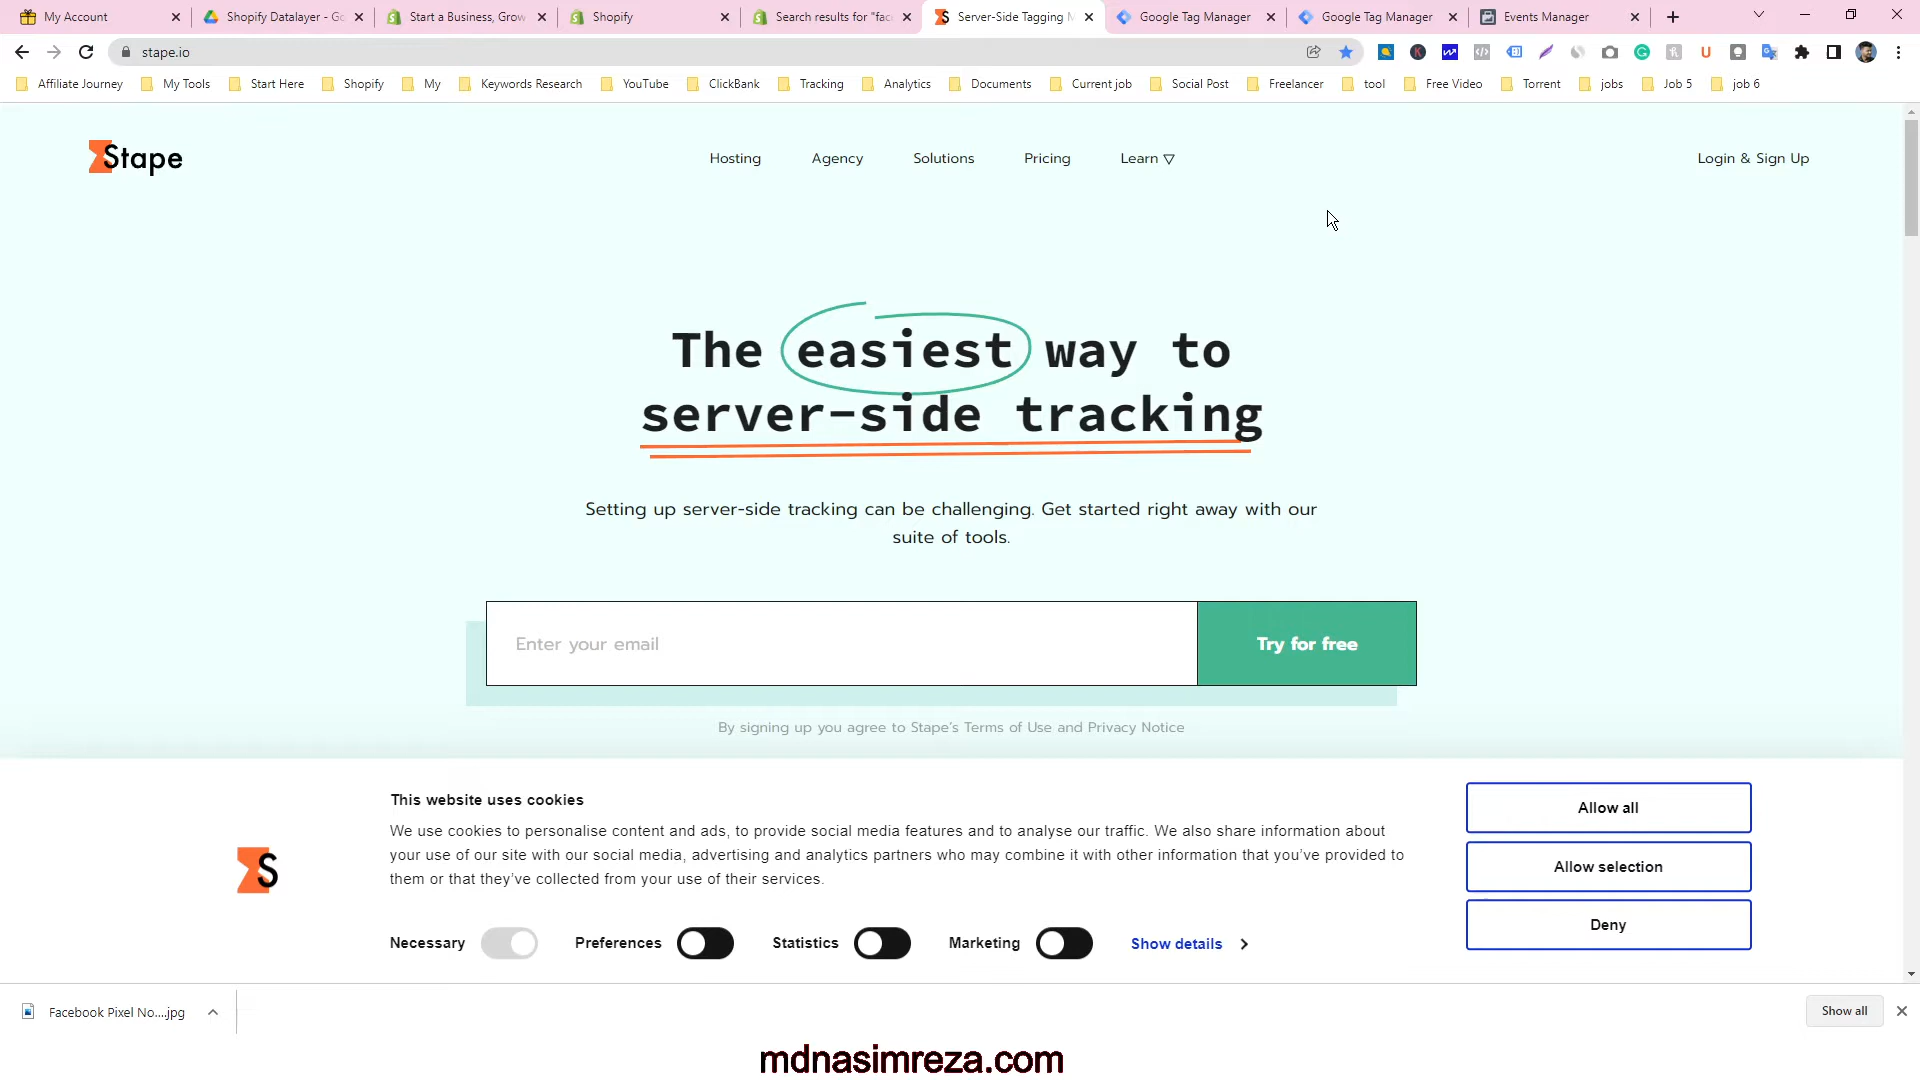 My Account
Shopify Datalayer - Go
Start a Business, Grow
Shopify
Search results for "fac
Server-Side Tagging M
Google Tag Manager
Google Tag Manager
Events Manager
stape.io
Affiliate Journey
My Tools
Start Here
Shopify
My
Keywords Research
YouTube
ClickBank
Tracking
Analytics
Documents
Current job
Social Post
Freelancer
tool
Free Video
Torrent
jobs
Job 5
job 6
Stape
Hosting
Agency
Solutions
Pricing
Learn
Login & Sign Up
The easiest way to
server-side tracking
Setting up server-side tracking can be challenging. Get started right away with our
suite of tools.
Enter your email
Try for free
By signing up you agree to Stape's Terms of Use and Privacy Notice
This website uses cookies
We use cookies to personalise content and ads, to provide social media features and to analyse our traffic. We also share information about
your use of our site with our social media, advertising and analytics partners who may combine it with other information that you've provided to
them or that they've collected from your use of their services.
Allow all
Allow selection
Deny
Necessary
Preferences
Statistics
Marketing
Show details
Facebook Pixel No....jpg
Show all
mdnasimreza.com